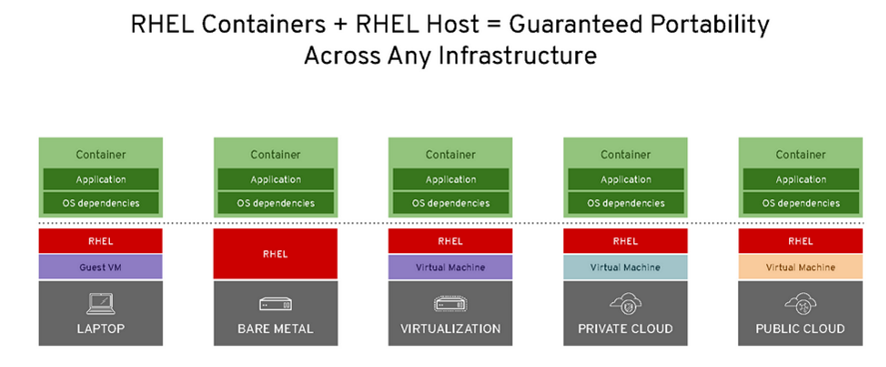 RHEL Containers + RHEL Host = Guaranteed Portability
Across Any Infrastructure
Container
Application
OS dependencies
RHEL
Guest VM
LAPTOP
Container
Application
OS dependencies
RHEL
BARE METAL
Container
Application
OS dependencies
RHEL
Virtual Machine
VIRTUALIZATION
Container
Application
OS dependencies
RHEL
Virtual Machine
PRIVATE CLOUD
Container
Application
OS dependencies
RHEL
Virtual Machine
PUBLIC CLOUD